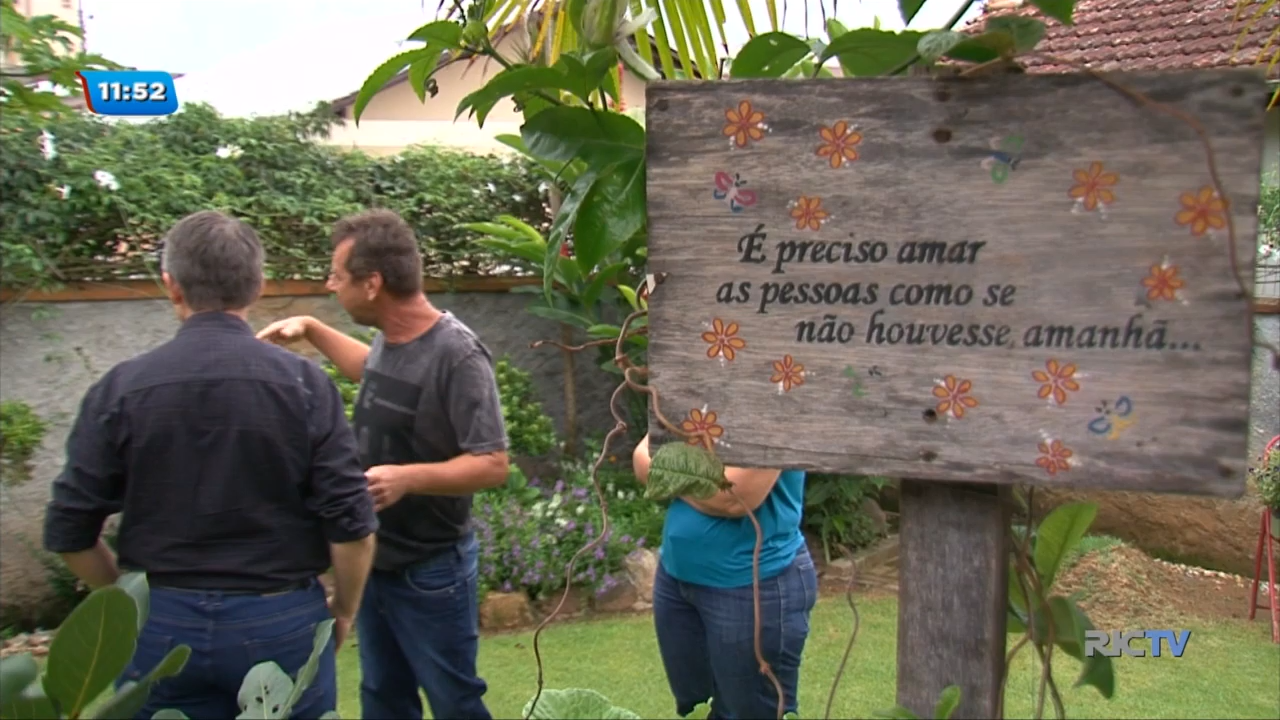 11:52
É preciso amar
as pessoas como se
não houvesse amanhã...
RICTV